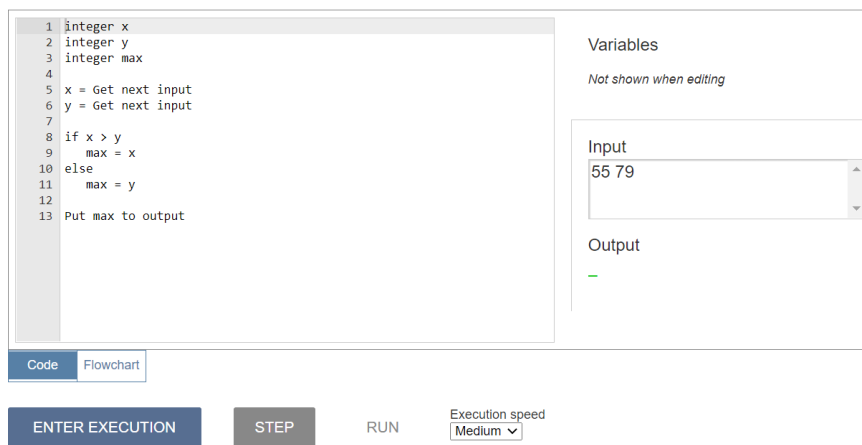 1 integer x
2 integer y
3 integer max
4
5 x = Get next input
6 y = Get next input
7
8 if x > y
9    max = x
10 else
11    max = y
12
13 Put max to output
Variables
Not shown when editing
Input
55 79
Output
Code Flowchart
ENTER EXECUTION STEP RUN
Execution speed
Medium